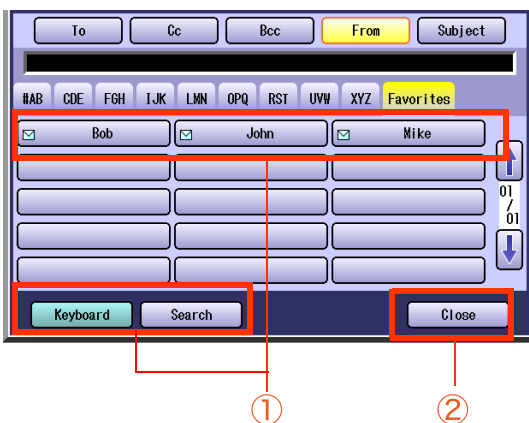 To Cc Bcc From Subject
#AB CDE FGH IJK LMN OPQ RST UVW XYZ Favorites
Bob John Mike
01
/
01
Keyboard Search Close
① ②